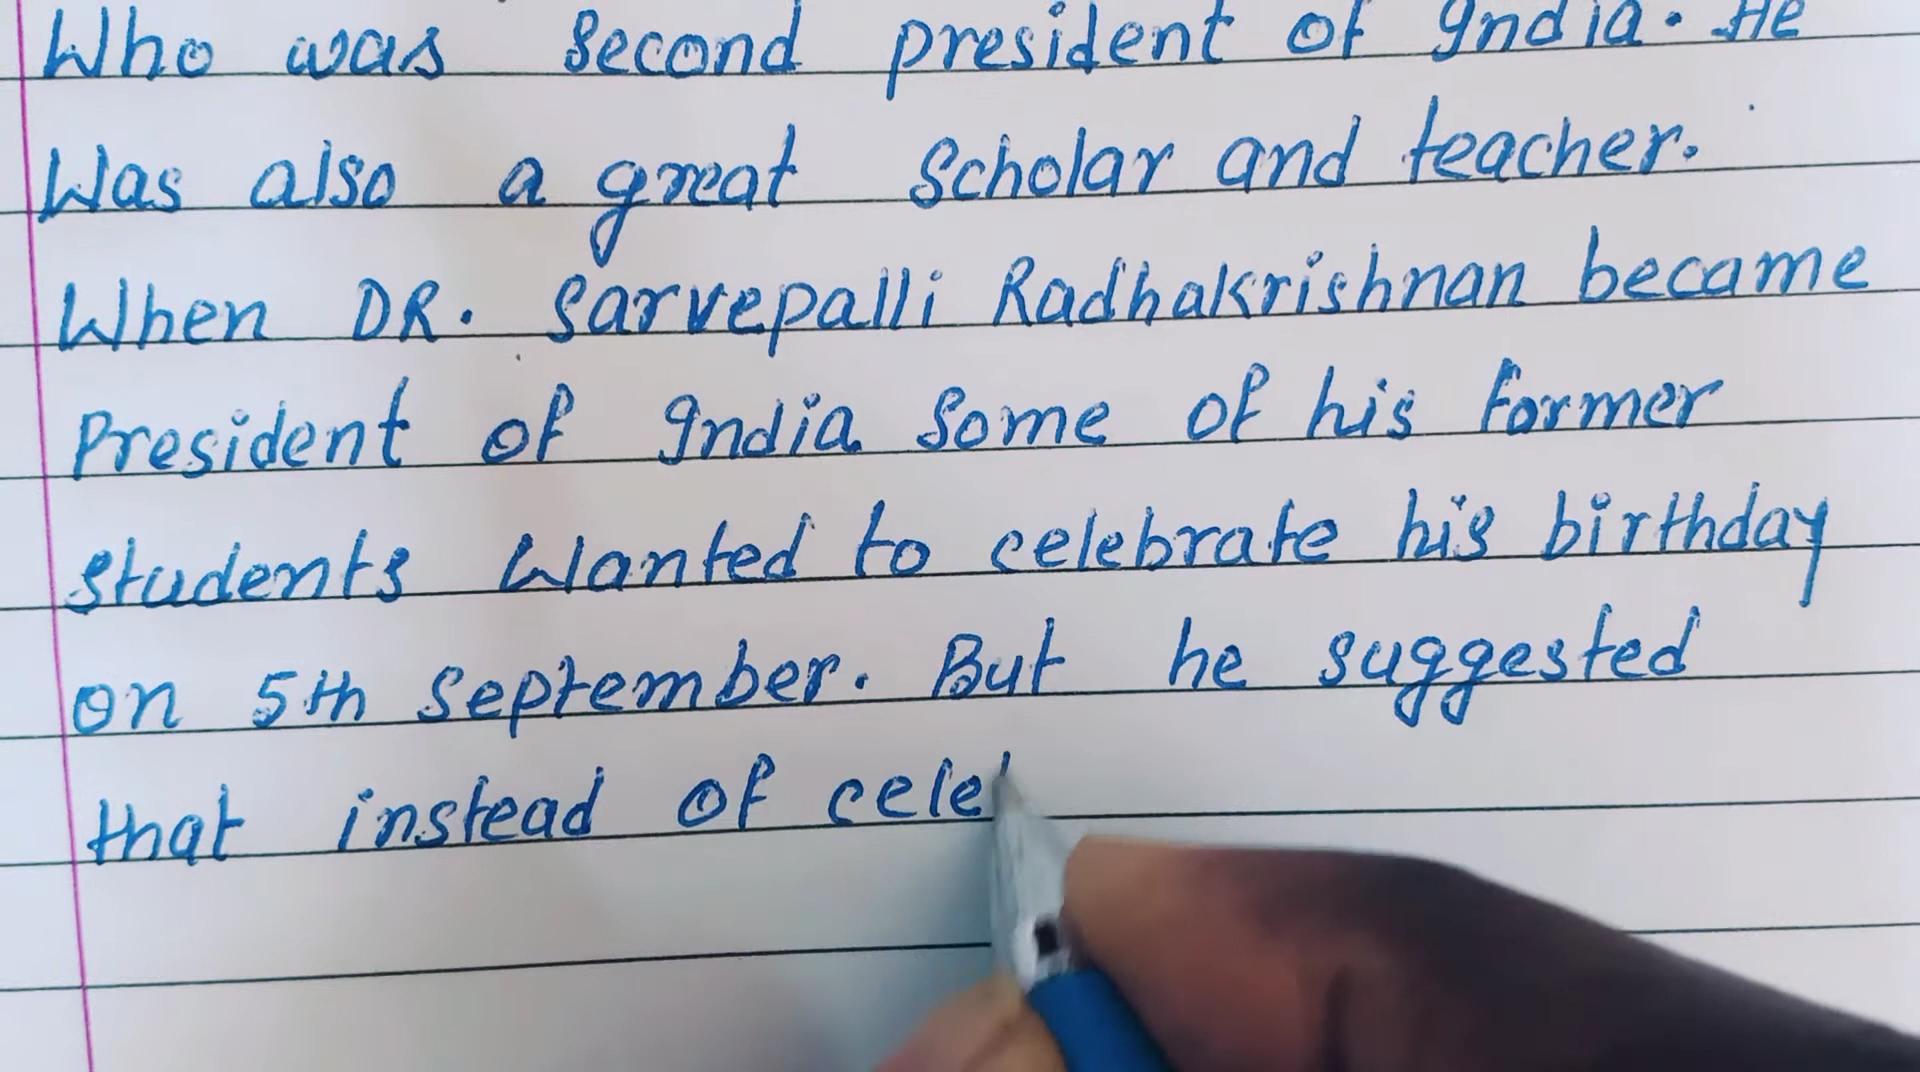 Who was second president of India. He
Was also a great Scholar and teacher.
When DR. Sarvepalli Radhakrishnan became
President of India Some of his former
students Wanted to celebrate his birthday
on 5th September. But he suggested
that instead of cele